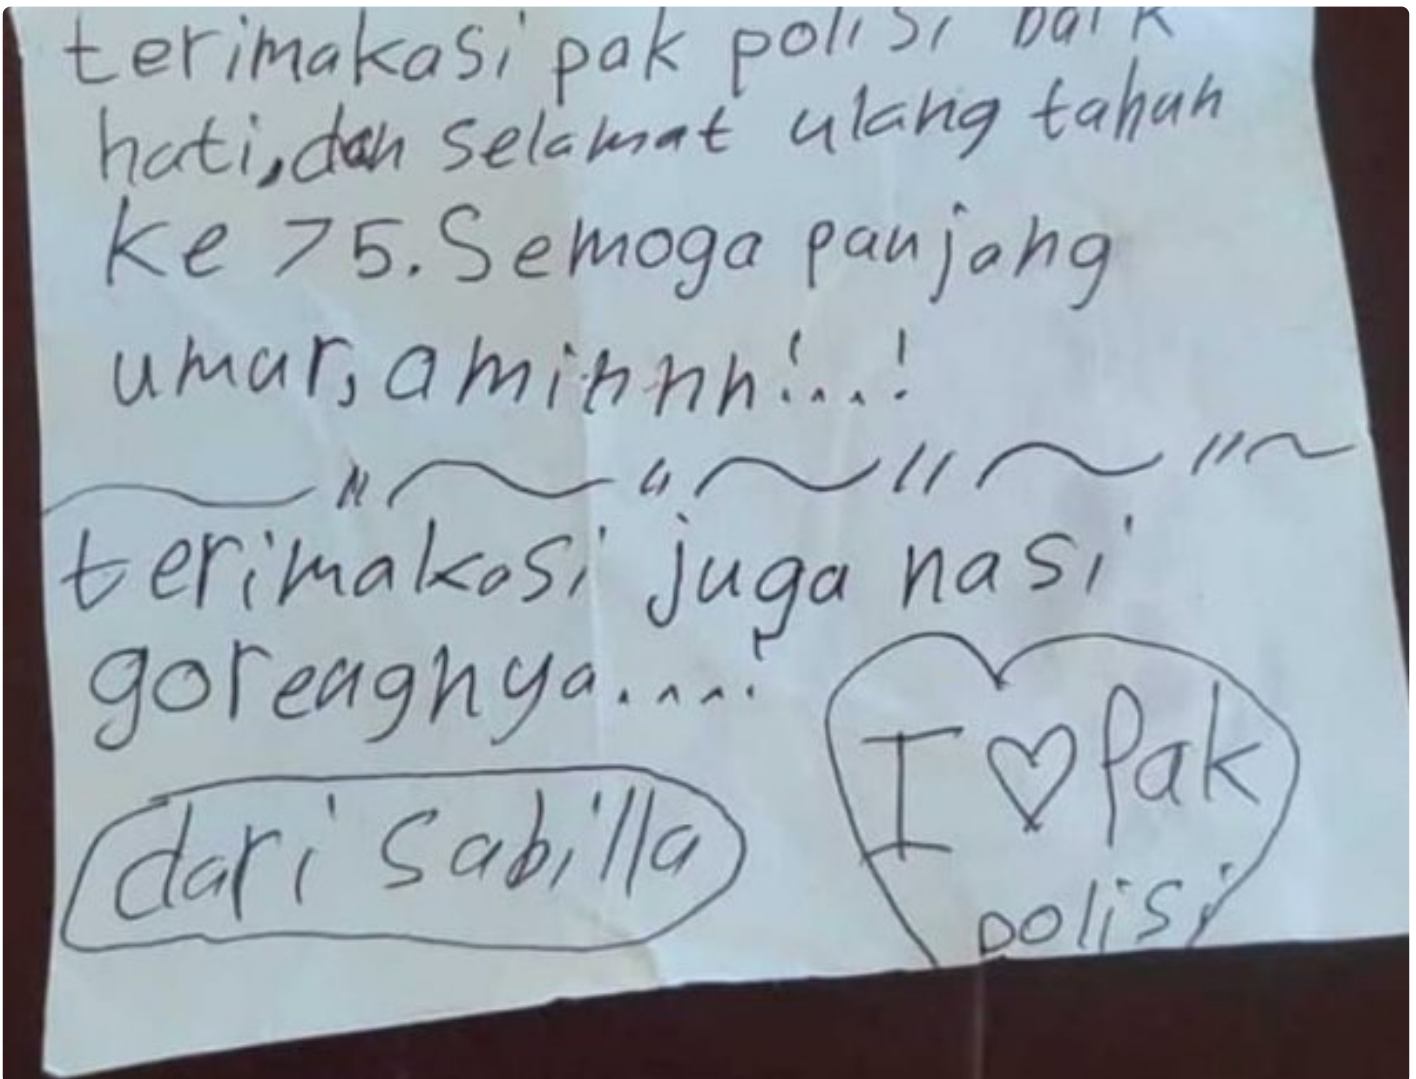 terimakasi pak polisi baik
hati, dan selamat ulang tahun
ke 75. Semoga panjang
umur, aminnnn!...!
terimakasi juga nasi
goreagnya....!
dari Sabilla
I ♡ Pak
polisi